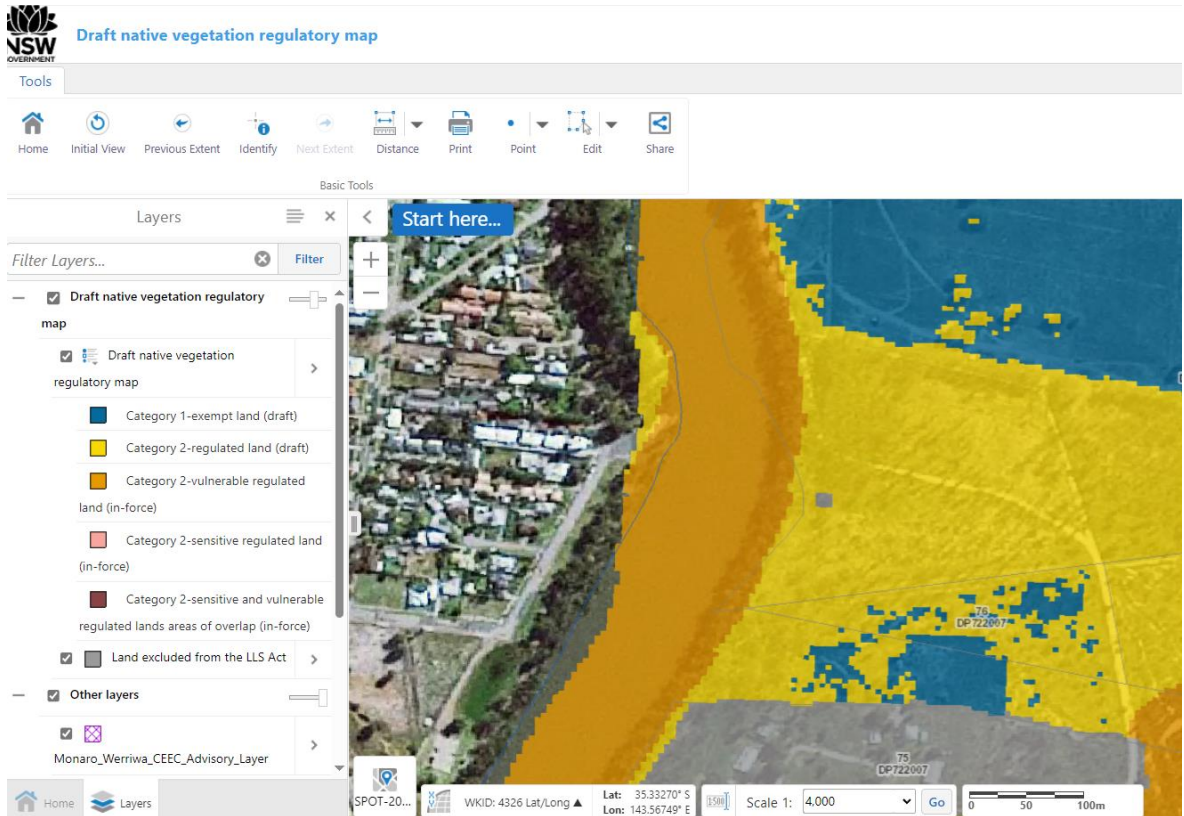 NSW
GOVERNMENT
Draft native vegetation regulatory map
Tools
Home
Initial View
Previous Extent
Identify
Next Extent
Distance
Print
Point
Edit
Share
Basic Tools
Layers
Start here...
Filter Layers...
Filter
Draft native vegetation regulatory
map
Draft native vegetation
regulatory map
Category 1-exempt land (draft)
Category 2-regulated land (draft)
Category 2-vulnerable regulated
land (in-force)
Category 2-sensitive regulated land
(in-force)
Category 2-sensitive and vulnerable
regulated lands areas of overlap (in-force)
Land excluded from the LLS Act
Other layers
Monaro_Werriwa_CEEC_Advisory_Layer
76
DP722007
75
DP722007
Home
Layers
SPOT-20...
WKID: 4326 Lat/Long ▲
Lat: 35.33270° S
Lon: 143.56749° E
1:500
Scale 1:
4,000
Go
0 50 100m